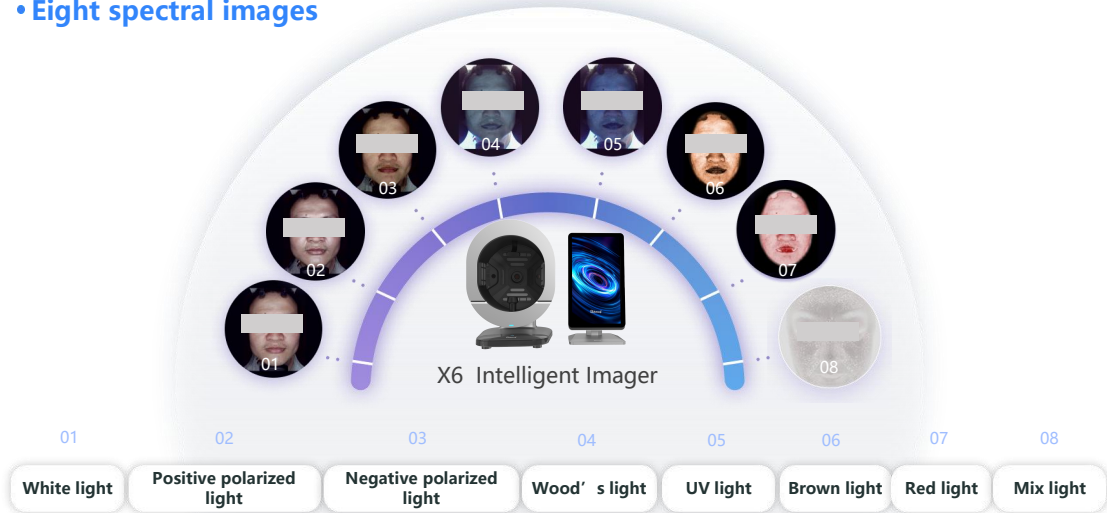 • Eight spectral images
04
05
03
06
02
07
01
08
X6 Intelligent Imager
01
02
03
04
05
06
07
08
White light
Positive polarized
light
Negative polarized
light
Wood’s light
UV light
Brown light
Red light
Mix light